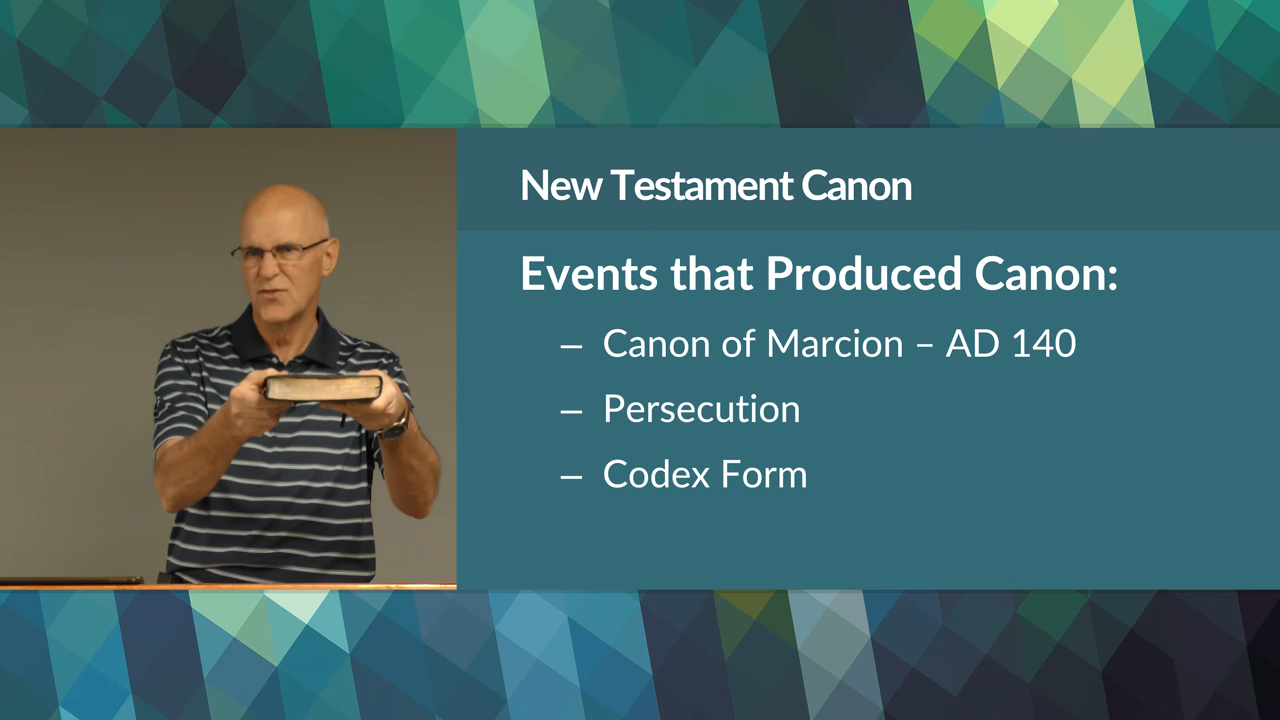 New Testament Canon
Events that Produced Canon:
– Canon of Marcion – AD 140
– Persecution
– Codex Form